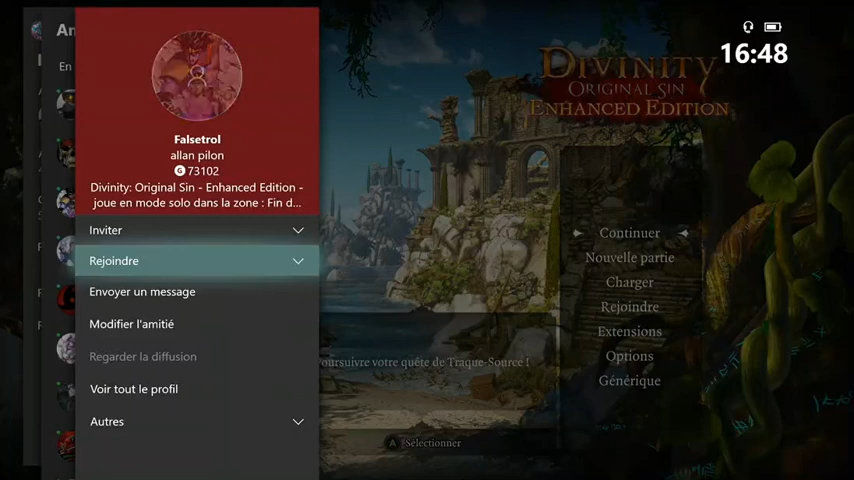 16:48
An
En
Falsetrol
allan pilon
G 73102
Divinity: Original Sin - Enhanced Edition -
joue en mode solo dans la zone : Fin d...
Inviter
Rejoindre
Envoyer un message
Modifier l'amitié
Regarder la diffusion
Voir tout le profil
Autres
DIVINITY
ORIGINAL SIN
ENHANCED EDITION
Continuer
Nouvelle partie
Charger
Rejoindre
Extensions
Options
Générique
oursuivre votre quête de Traque-Source !
A Sélectionner